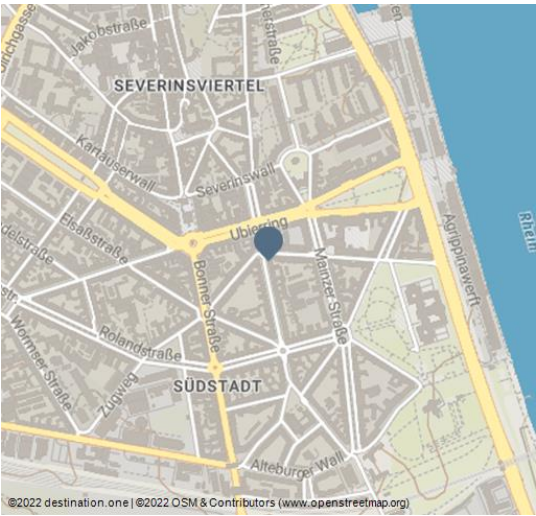 Jakobstraße
SEVERINSVIERTEL
Kartäuserwall
Severinswall
Ubierring
Elsaßstraße
Bonner Straße
Mainzer Straße
Agrippinawerft
Rhein
Rolandstraße
Wormser Straße
Zugweg
SÜDSTADT
Alteburger Wall
©2022 destination.one | ©2022 OSM & Contributors (www.openstreetmap.org)